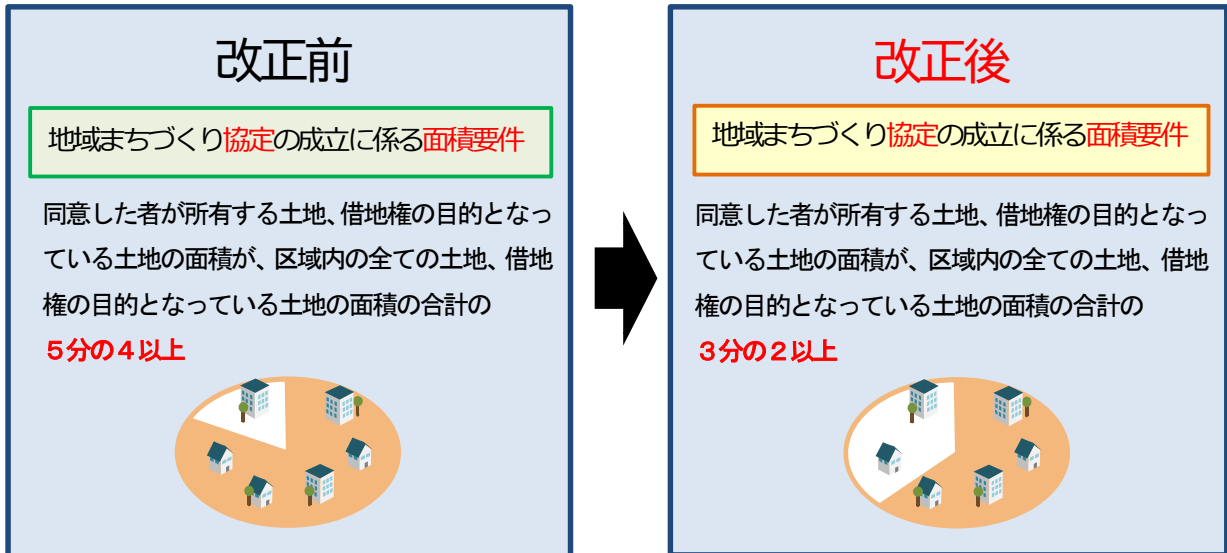 改正前
地域まちづくり協定の成立に係る面積要件
同意した者が所有する土地、借地権の目的となっ
ている土地の面積が、区域内の全ての土地、借地
権の目的となっている土地の面積の合計の
５分の４以上
改正後
地域まちづくり協定の成立に係る面積要件
同意した者が所有する土地、借地権の目的となっ
ている土地の面積が、区域内の全ての土地、借地
権の目的となっている土地の面積の合計の
３分の２以上